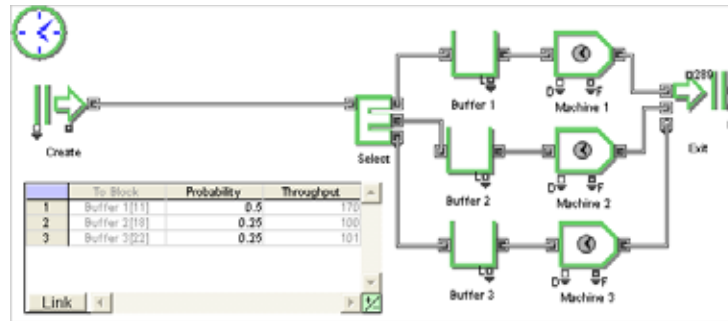 Buffer 1
Machine 1
D
F
L
289
Create
Select
Exit
Buffer 2
Machine 2
D
F
L
To Block Probability Throughput
1 Buffer 1[11] 0.5 170
2 Buffer 2[18] 0.25 100
3 Buffer 3[22] 0.25 101
Link
Buffer 3
Machine 3
D
F
L